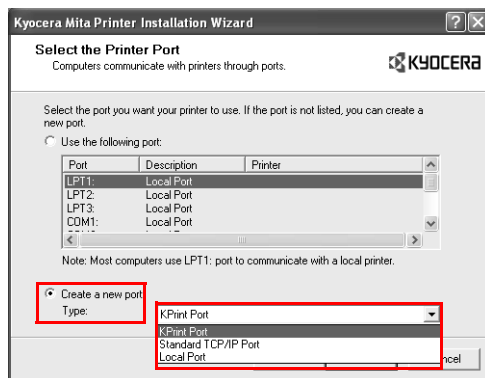 Kyocera Mita Printer Installation Wizard
Select the Printer Port
Computers communicate with printers through ports.
KYOCERA
Select the port you want your printer to use. If the port is not listed, you can create a
new port.
Use the following port:
Port Description Printer
LPT1: Local Port
LPT2: Local Port
LPT3: Local Port
COM1: Local Port
Note: Most computers use LPT1: port to communicate with a local printer.
Create a new port
Type: KPrint Port
KPrint Port
Standard TCP/IP Port
Local Port